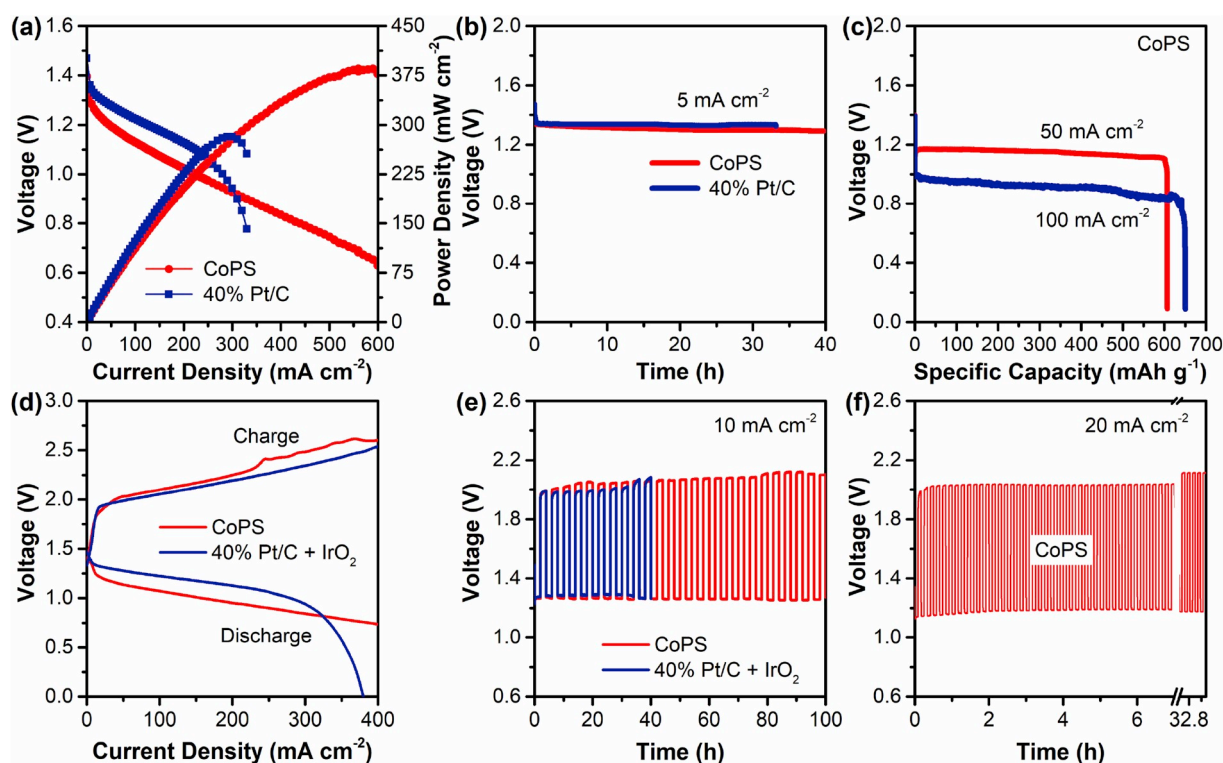 (a)
1.6
1.4
1.2
1.0
0.8
0.6
0.4
Voltage (V)
450
375
300
225
150
75
0
Power Density (mW cm⁻²)
CoPS
40% Pt/C
0 100 200 300 400 500 600
Current Density (mA cm⁻²)
(b)
2.0
1.6
1.2
0.8
0.4
0.0
Voltage (V)
5 mA cm⁻²
CoPS
40% Pt/C
0 10 20 30 40
Time (h)
(c)
2.0
1.6
1.2
0.8
0.4
0.0
Voltage (V)
CoPS
50 mA cm⁻²
100 mA cm⁻²
0 100 200 300 400 500 600 700
Specific Capacity (mAh g⁻¹)
(d)
3.0
2.5
2.0
1.5
1.0
0.5
0.0
Voltage (V)
Charge
CoPS
40% Pt/C + IrO₂
Discharge
0 100 200 300 400
Current Density (mA cm⁻²)
(e)
2.6
2.2
1.8
1.4
1.0
0.6
Voltage (V)
10 mA cm⁻²
CoPS
40% Pt/C + IrO₂
0 20 40 60 80 100
Time (h)
(f)
2.6
2.2
1.8
1.4
1.0
0.6
Voltage (V)
20 mA cm⁻²
CoPS
0 2 4 6 32.8
Time (h)